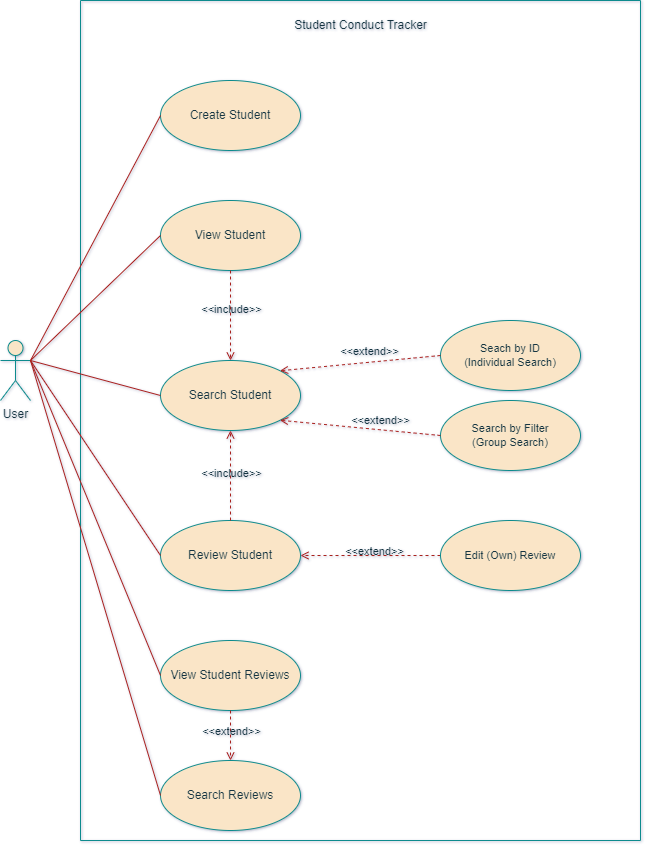 Student Conduct Tracker
Create Student
View Student
<<include>>
Seach by ID
(Individual Search)
<<extend>>
Search Student
User
<<extend>>
Search by Filter
(Group Search)
<<include>>
Review Student
<<extend>>
Edit (Own) Review
View Student Reviews
<<extend>>
Search Reviews